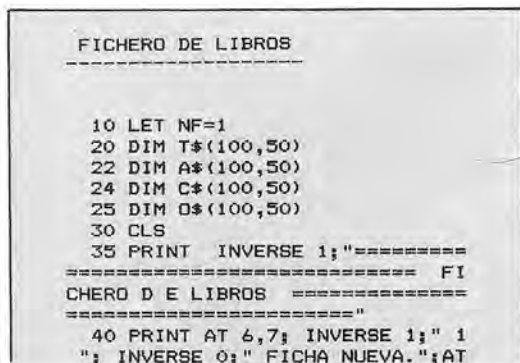 FICHERO DE LIBROS
-------------------
10 LET NF=1
20 DIM T$(100,50)
22 DIM A$(100,50)
24 DIM C$(100,50)
25 DIM O$(100,50)
30 CLS
35 PRINT INVERSE 1;"=========
============================= FI
CHERO D E LIBROS ==============
========================"
40 PRINT AT 6,7; INVERSE 1;" 1
"; INVERSE 0;" FICHA NUEVA.";AT